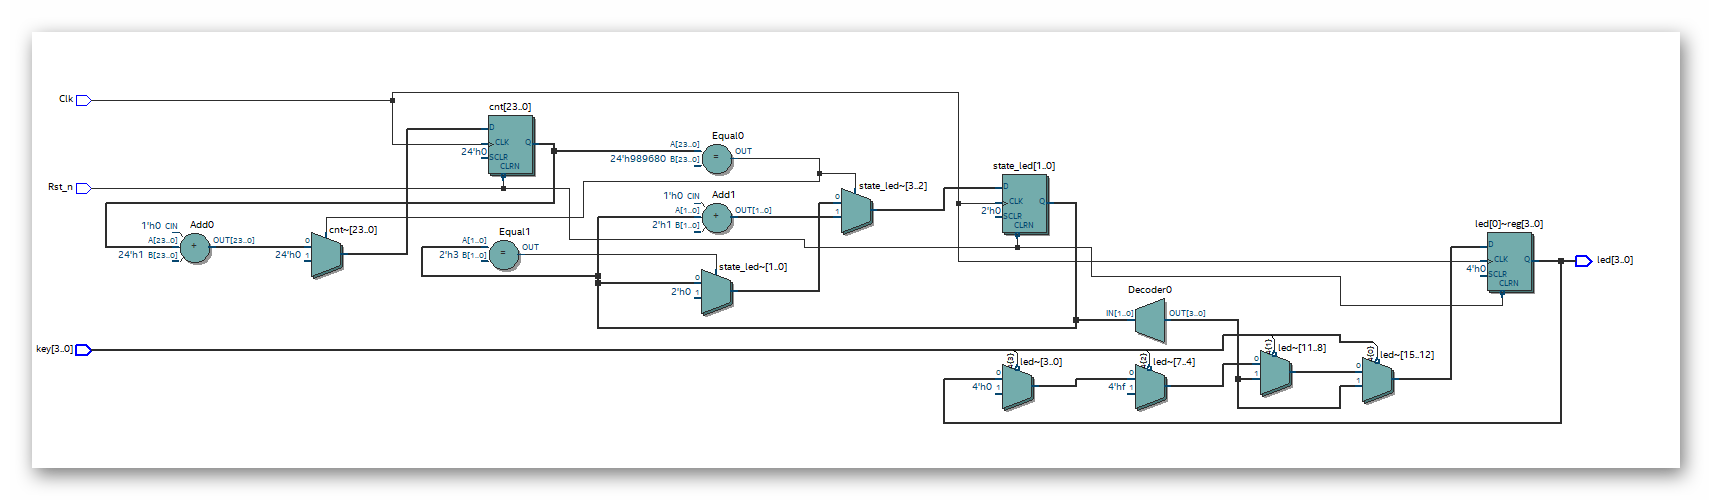 Clk
Rst_n
key[3..0]
1'h0 CIN
Add0
A[23..0]
24'h1 B[23..0]
+
OUT[23..0]
cnt~[23..0]
0
24'h0 1
cnt[23..0]
D
CLK
Q
24'h0
SCLR
CLRN
Equal0
A[23..0]
24'h989680 B[23..0]
=
OUT
1'h0 CIN
Add1
A[1..0]
2'h1 B[1..0]
+
OUT[1..0]
Equal1
A[1..0]
2'h3 B[1..0]
=
OUT
state_led~[3..2]
0
1
state_led~[1..0]
0
2'h0 1
state_led[1..0]
D
CLK
Q
2'h0
SCLR
CLRN
Decoder0
IN[1..0]
OUT[3..0]
[3]
led~[3..0]
0
4'h0 1
[2]
led~[7..4]
0
4'hf 1
[1]
led~[11..8]
0
1
[0]
led~[15..12]
0
1
led[0]~reg[3..0]
D
CLK
Q
4'h0
SCLR
CLRN
led[3..0]